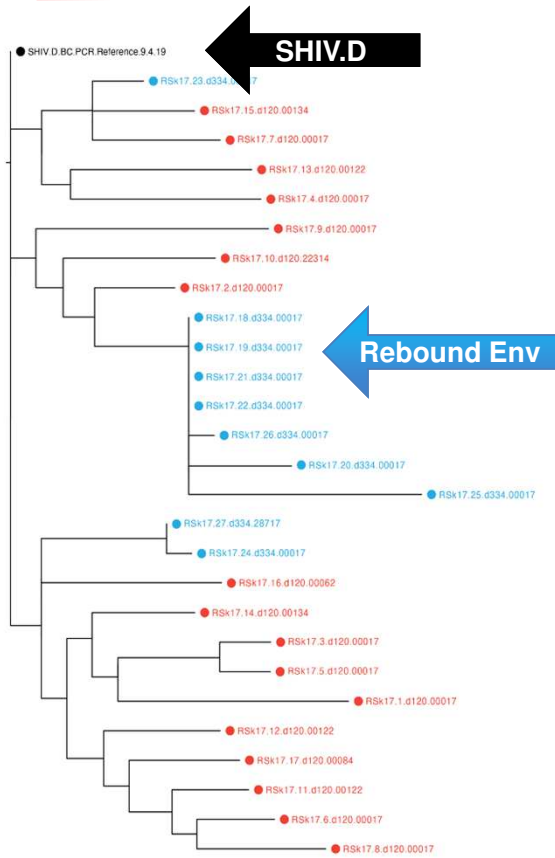 SHIV.D.BC.PCR.Reference.9.4.19
SHIV.D
RSk17.23.d334.00017
RSk17.15.d120.00134
RSk17.7.d120.00017
RSk17.13.d120.00122
RSk17.4.d120.00017
RSk17.9.d120.00017
RSk17.10.d120.22314
RSk17.2.d120.00017
RSk17.18.d334.00017
RSk17.19.d334.00017
Rebound Env
RSk17.21.d334.00017
RSk17.22.d334.00017
RSk17.26.d334.00017
RSk17.20.d334.00017
RSk17.25.d334.00017
RSk17.27.d334.28717
RSk17.24.d334.00017
RSk17.16.d120.00062
RSk17.14.d120.00134
RSk17.3.d120.00017
RSk17.5.d120.00017
RSk17.1.d120.00017
RSk17.12.d120.00122
RSk17.17.d120.00084
RSk17.11.d120.00122
RSk17.6.d120.00017
RSk17.8.d120.00017